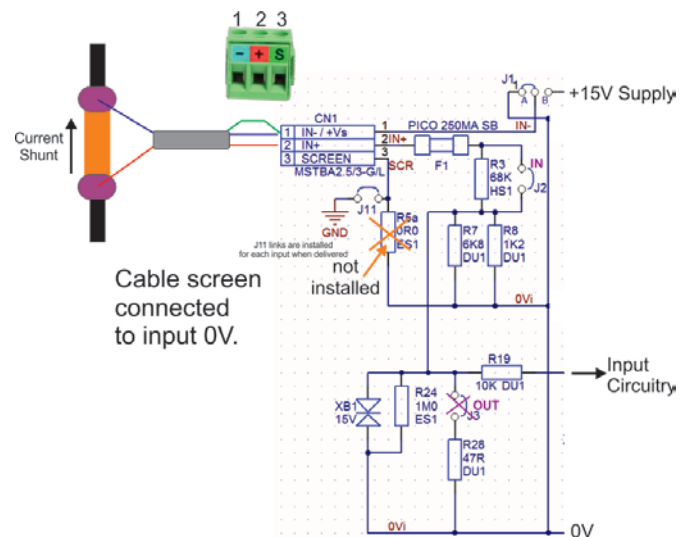 1 2 3
- + S
J1
A B
+15V Supply
CN1
1 IN- / +Vs
2 IN+
3 SCREEN
MSTBA2.5/3-G/L
1
2
3
IN+
SCR
PICO 250MA SB
IN-
F1
Current
Shunt
R3
68K
HS1
IN
J2
J11
GND
R5a
0R0
ES1
R7
6K8
DU1
R8
1K2
DU1
J11 links are installed
for each input when delivered
not
installed
Cable screen
connected
to input 0V.
0Vi
R19
10K DU1
Input
Circuitry
XB1
15V
R24
1M0
ES1
OUT
J3
R28
47R
DU1
0Vi
0V